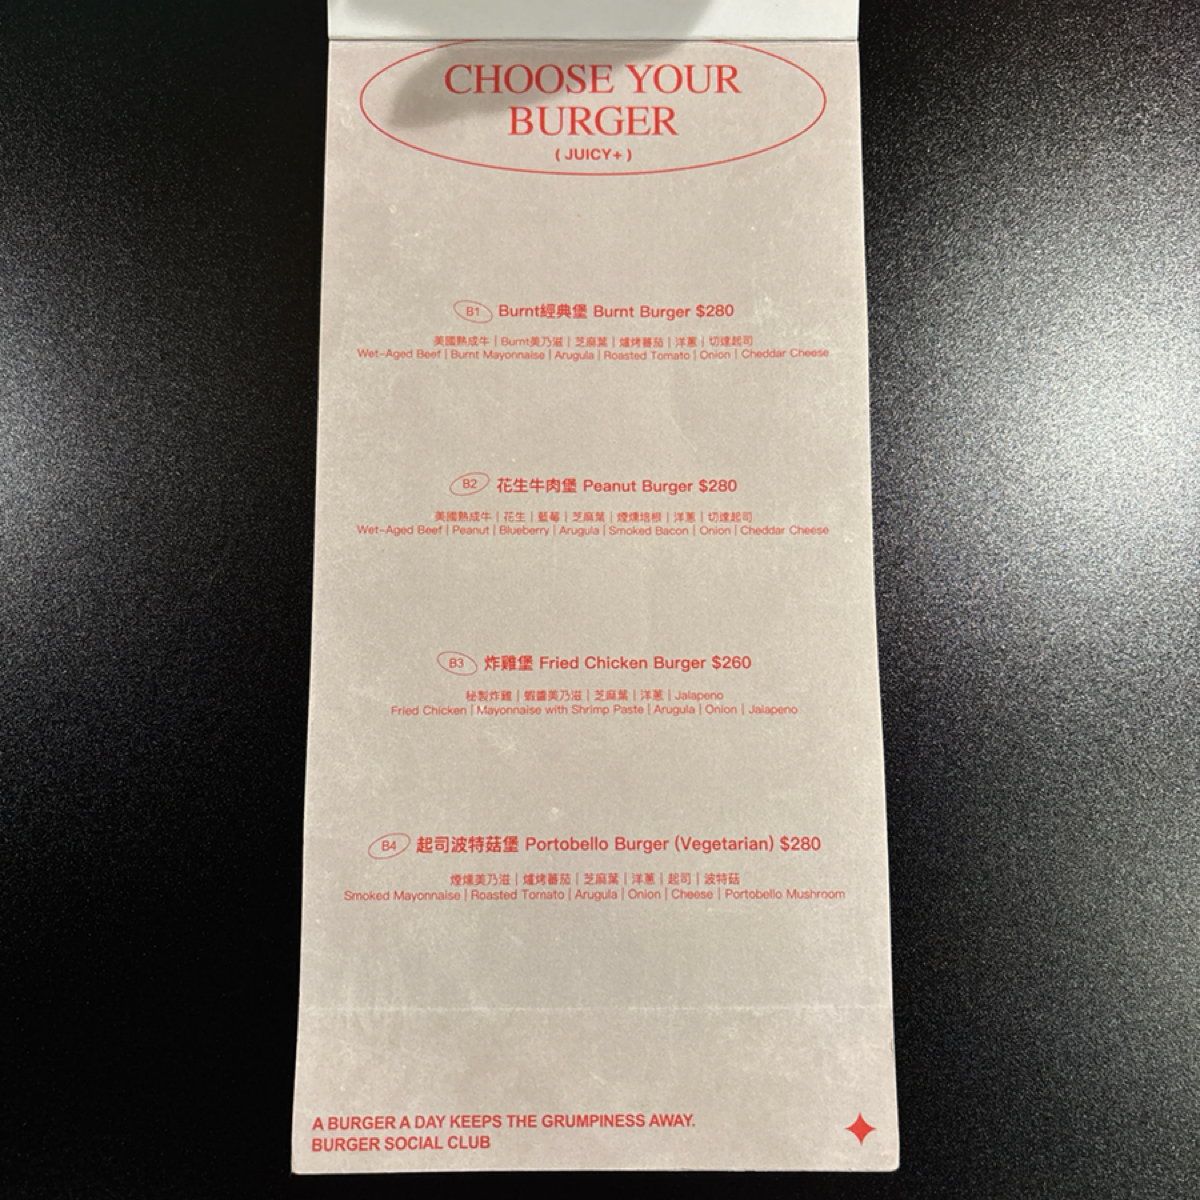 CHOOSE YOUR
BURGER
( JUICY+ )
B1 Burnt經典堡 Burnt Burger $280
美國熟成牛 | Burnt美乃滋 | 芝麻葉 | 爐烤蕃茄 | 洋蔥 | 切達起司
Wet-Aged Beef | Burnt Mayonnaise | Arugula | Roasted Tomato | Onion | Cheddar Cheese
B2 花生牛肉堡 Peanut Burger $280
美國熟成牛 | 花生 | 藍莓 | 芝麻葉 | 煙燻培根 | 洋蔥 | 切達起司
Wet-Aged Beef | Peanut | Blueberry | Arugula | Smoked Bacon | Onion | Cheddar Cheese
B3 炸雞堡 Fried Chicken Burger $260
秘製炸雞 | 蝦醬美乃滋 | 芝麻葉 | 洋蔥 | Jalapeno
Fried Chicken | Mayonnaise with Shrimp Paste | Arugula | Onion | Jalapeno
B4 起司波特菇堡 Portobello Burger (Vegetarian) $280
煙燻美乃滋 | 爐烤蕃茄 | 芝麻葉 | 洋蔥 | 起司 | 波特菇
Smoked Mayonnaise | Roasted Tomato | Arugula | Onion | Cheese | Portobello Mushroom
A BURGER A DAY KEEPS THE GRUMPINESS AWAY.
BURGER SOCIAL CLUB